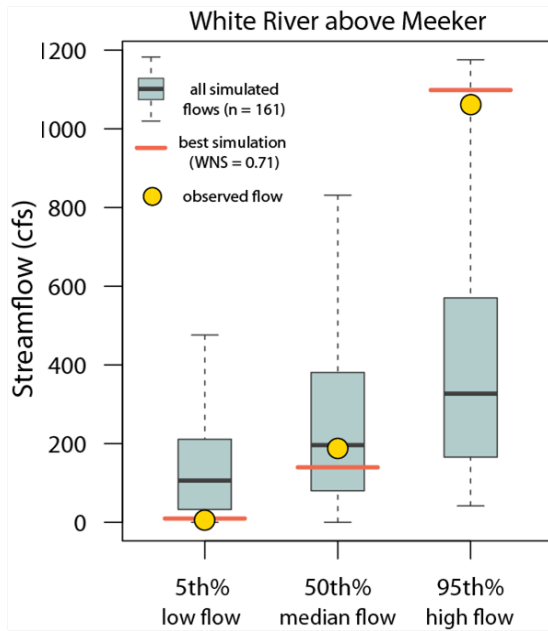 White River above Meeker
Streamflow (cfs)
1200
1000
800
600
400
200
0
all simulated
flows (n = 161)
best simulation
(WNS = 0.71)
observed flow
5th%
low flow
50th%
median flow
95th%
high flow